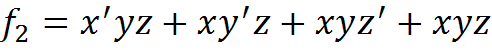 f₂ = x′yz + xy′z + xyz′ + xyz